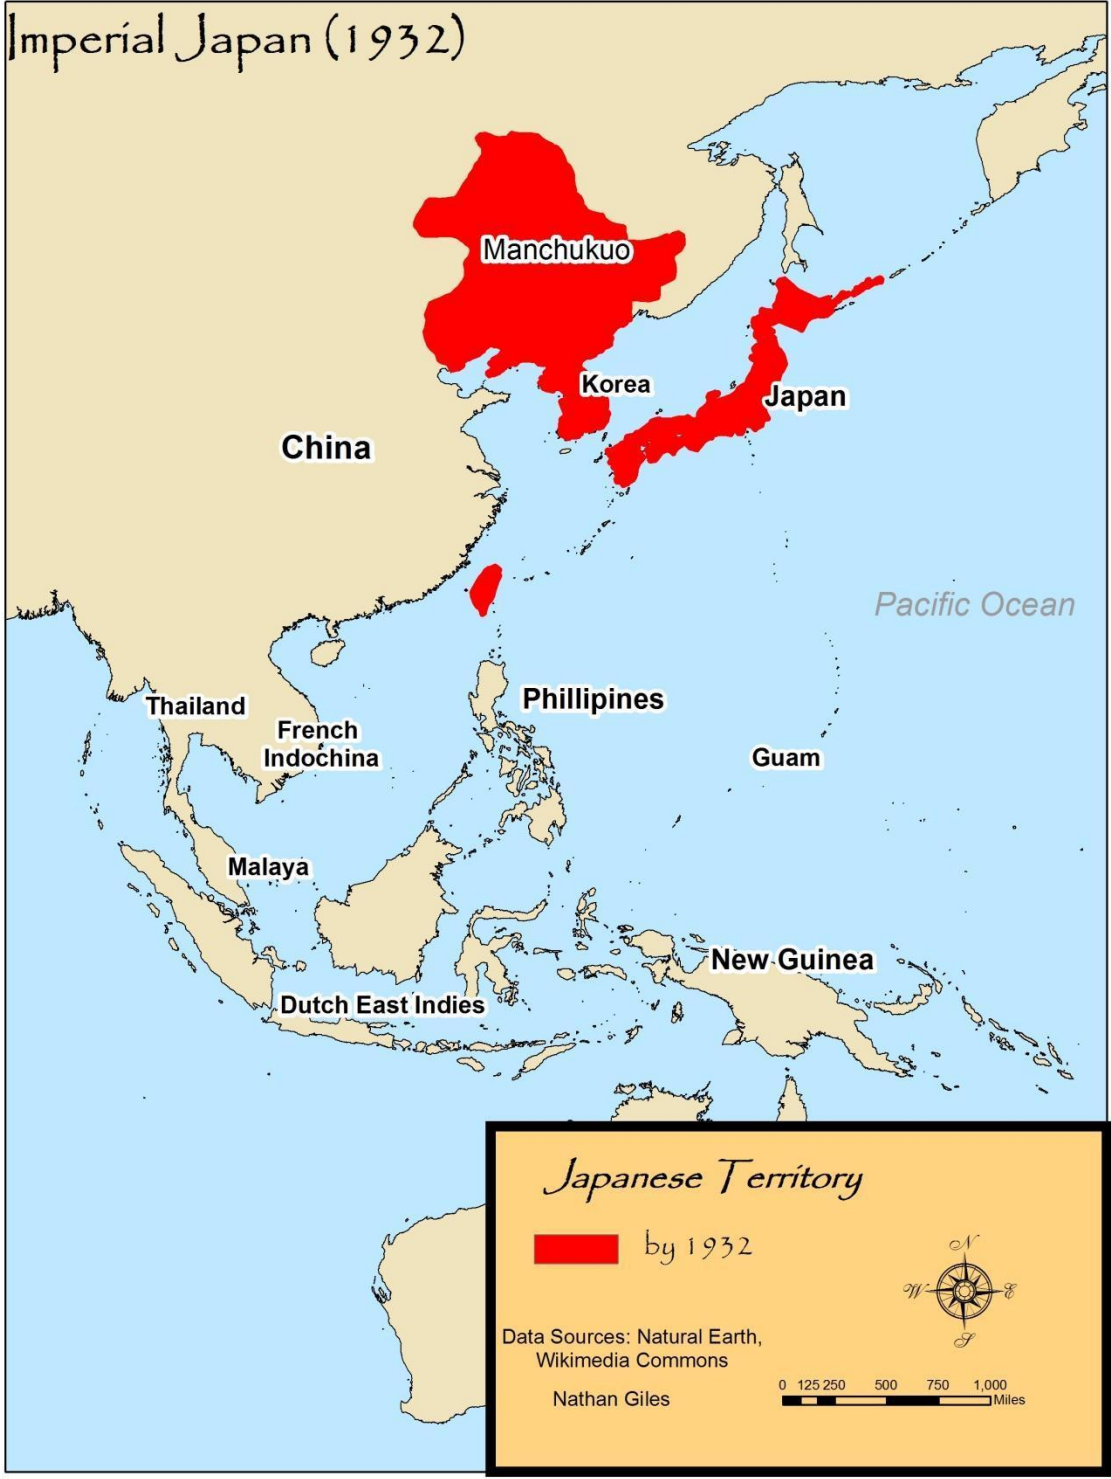 Imperial Japan (1932)
Manchukuo
Korea
Japan
China
Pacific Ocean
Phillipines
Thailand
French
Indochina
Guam
Malaya
New Guinea
Dutch East Indies
Japanese Territory
by 1932
N
W E
S
Data Sources: Natural Earth,
Wikimedia Commons
Nathan Giles
0 125 250 500 750 1,000
Miles